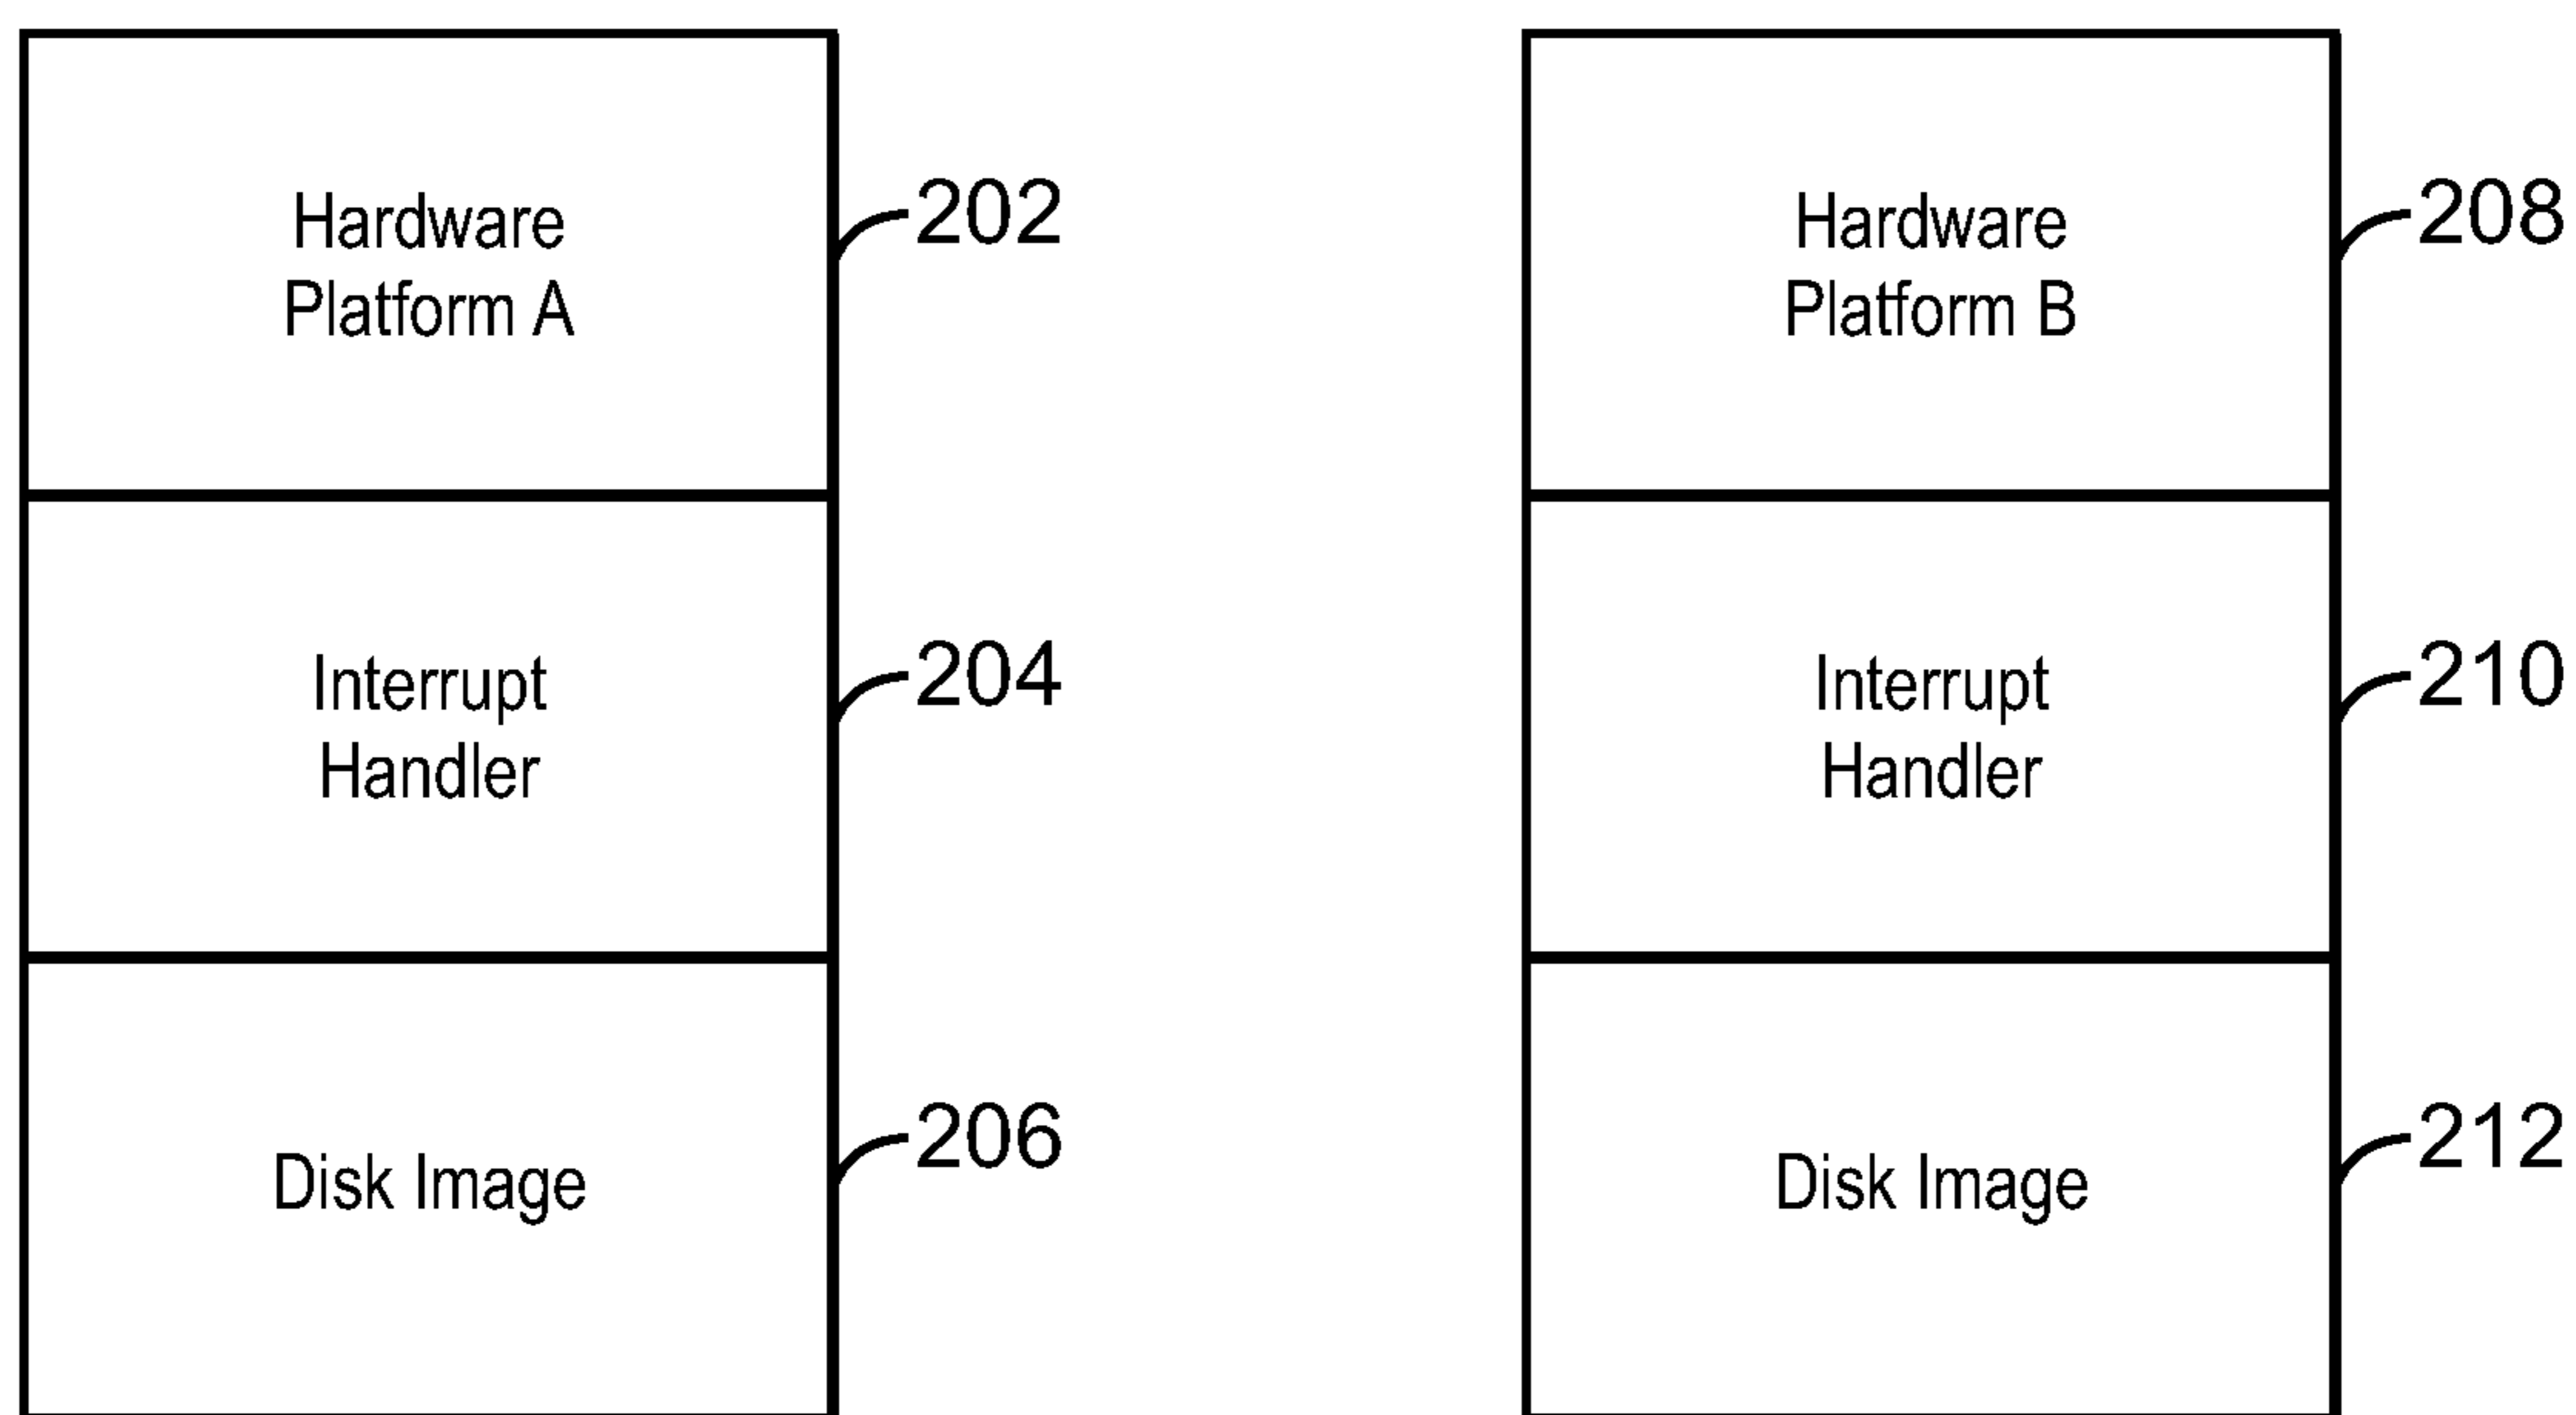 Hardware
Platform A
202
Interrupt
Handler
204
Disk Image
206
Hardware
Platform B
208
Interrupt
Handler
210
Disk Image
212